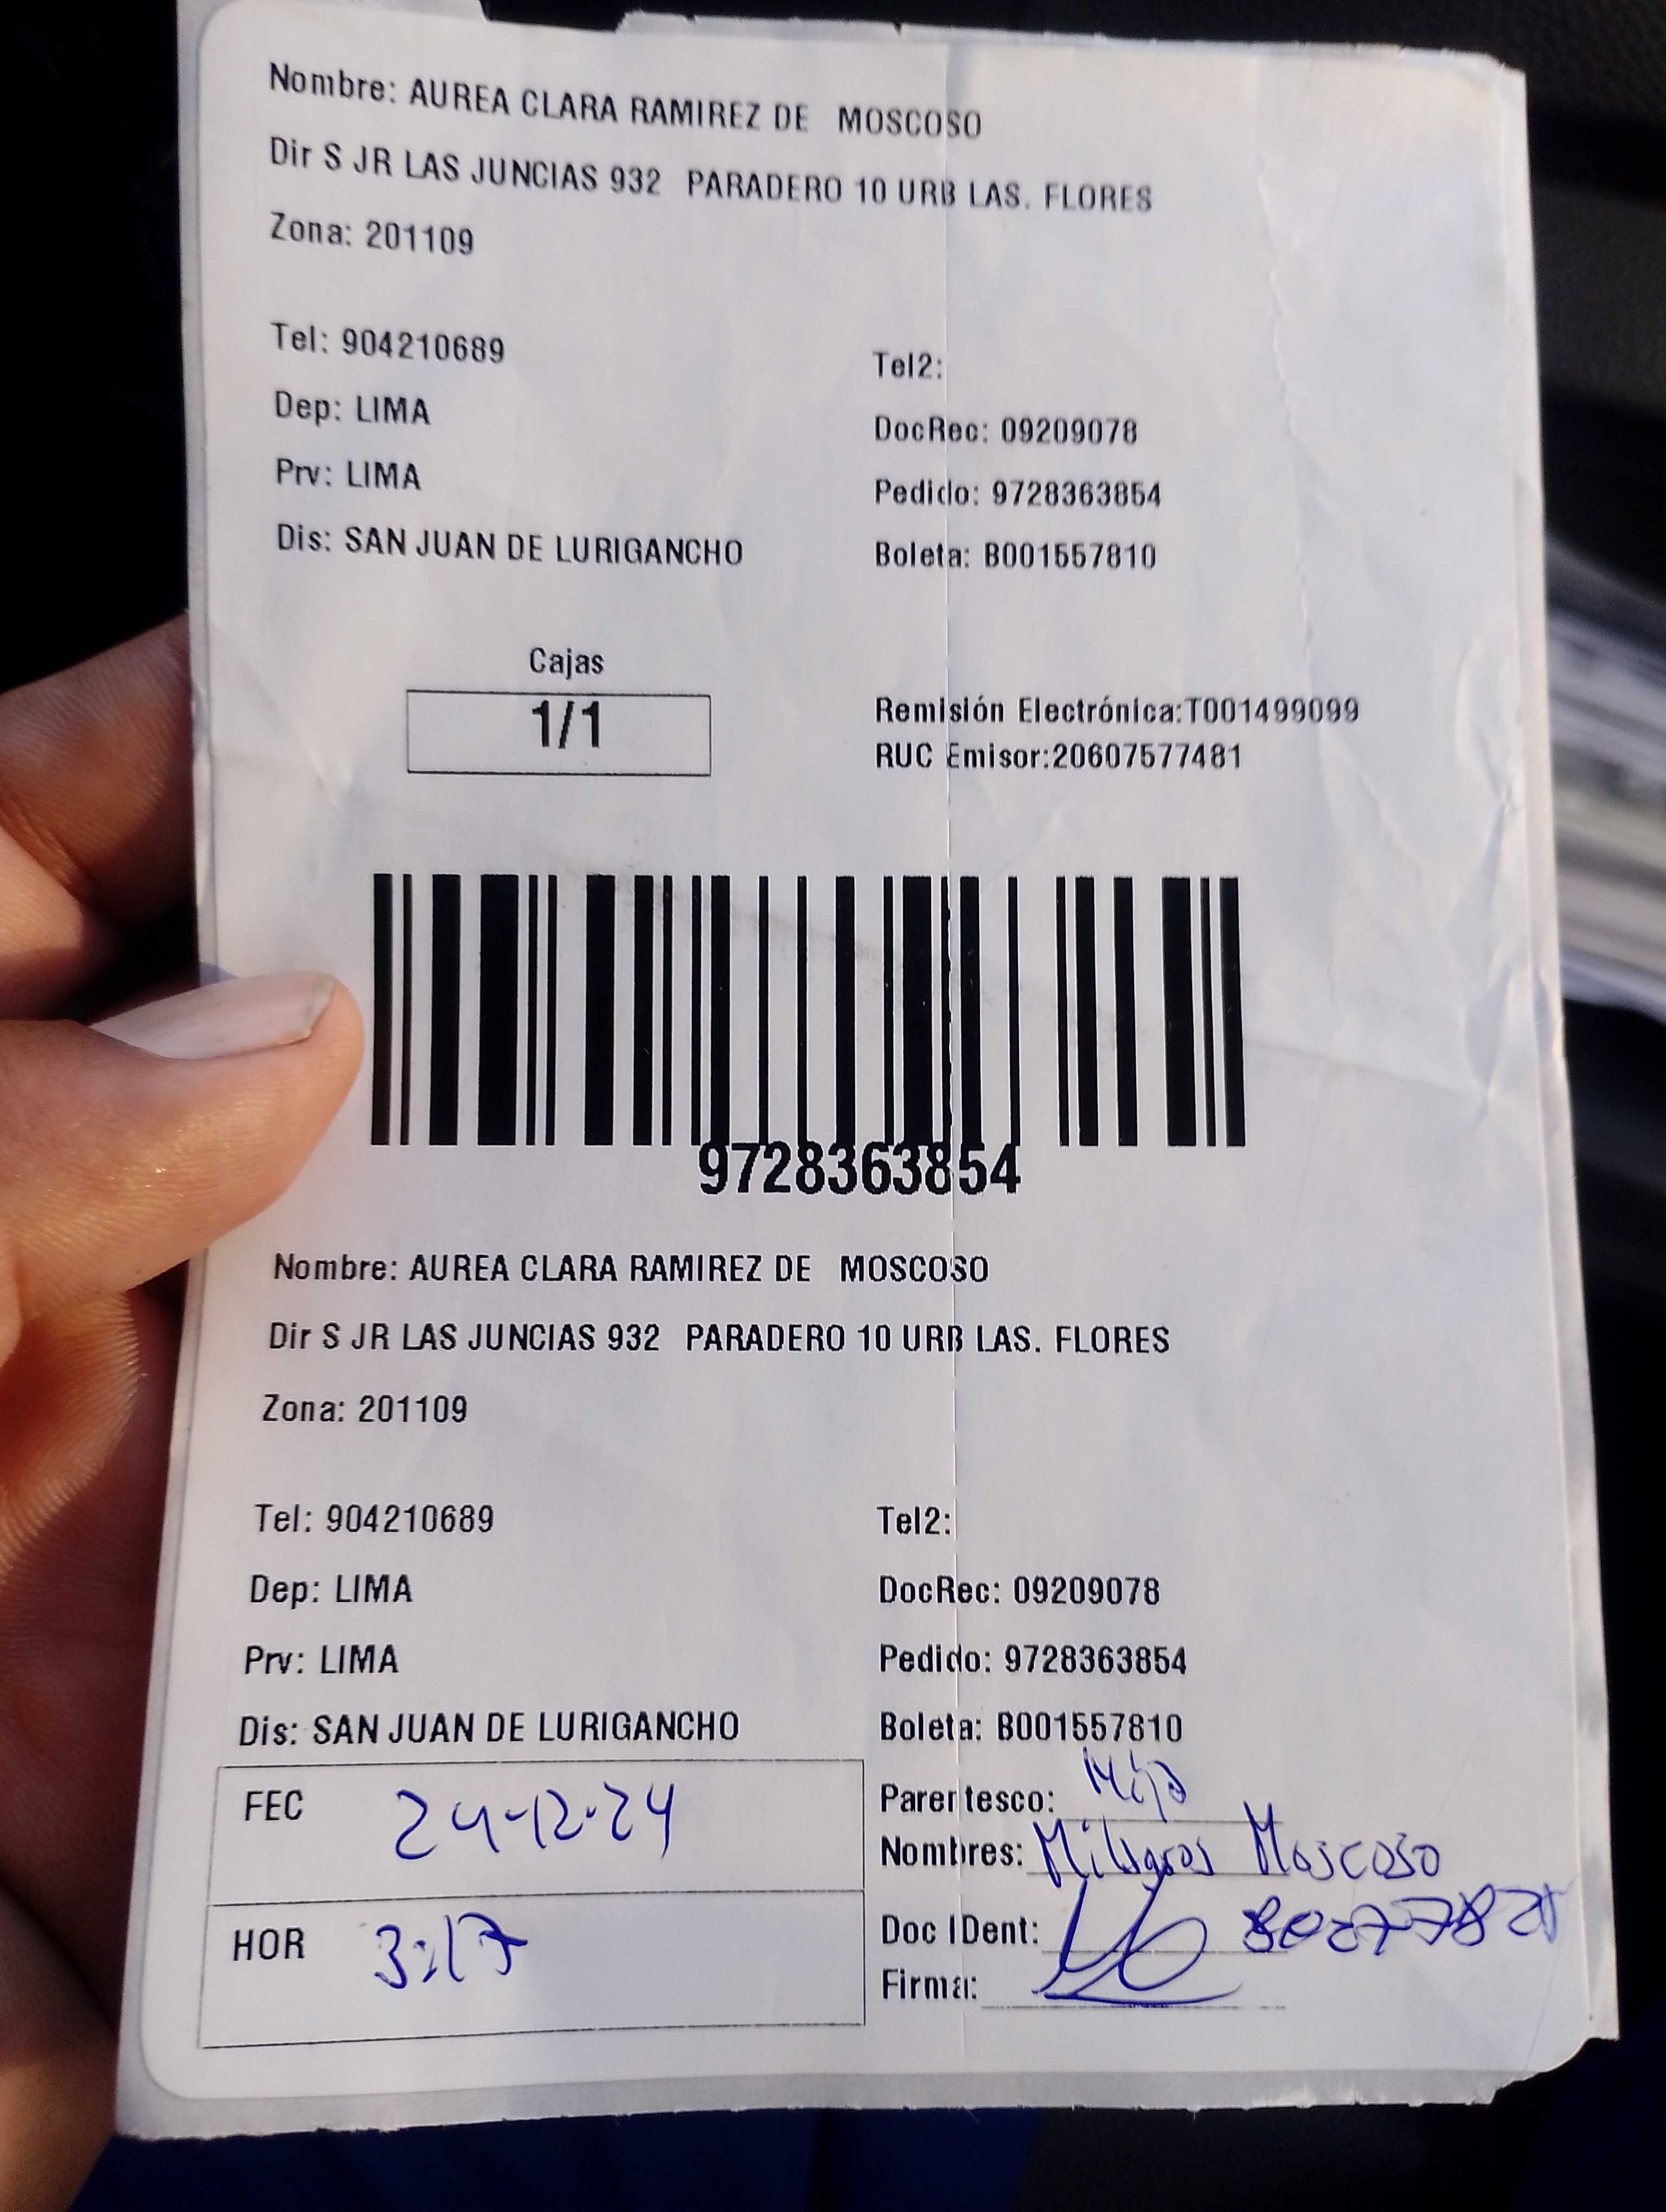 Nombre: AUREA CLARA RAMIREZ DE MOSCOSO
Dir S JR LAS JUNCIAS 932 PARADERO 10 URB LAS. FLORES
Zona: 201109
Tel: 904210689
Tel2:
Dep: LIMA
DocRec: 09209078
Prv: LIMA
Pedido: 9728363854
Dis: SAN JUAN DE LURIGANCHO
Boleta: B001557810
Cajas
1/1
Remisión Electrónica:T001499099
RUC Emisor:20607577481
9728363854
Nombre: AUREA CLARA RAMIREZ DE MOSCOSO
Dir S JR LAS JUNCIAS 932 PARADERO 10 URB LAS. FLORES
Zona: 201109
Tel: 904210689
Tel2:
Dep: LIMA
DocRec: 09209078
Prv: LIMA
Pedido: 9728363854
Dis: SAN JUAN DE LURIGANCHO
Boleta: B001557810
FEC 24-12-24
Parentesco: Hija
Nombres: Milagros Moscoso
HOR 3:17
Doc IDent:
Firma: